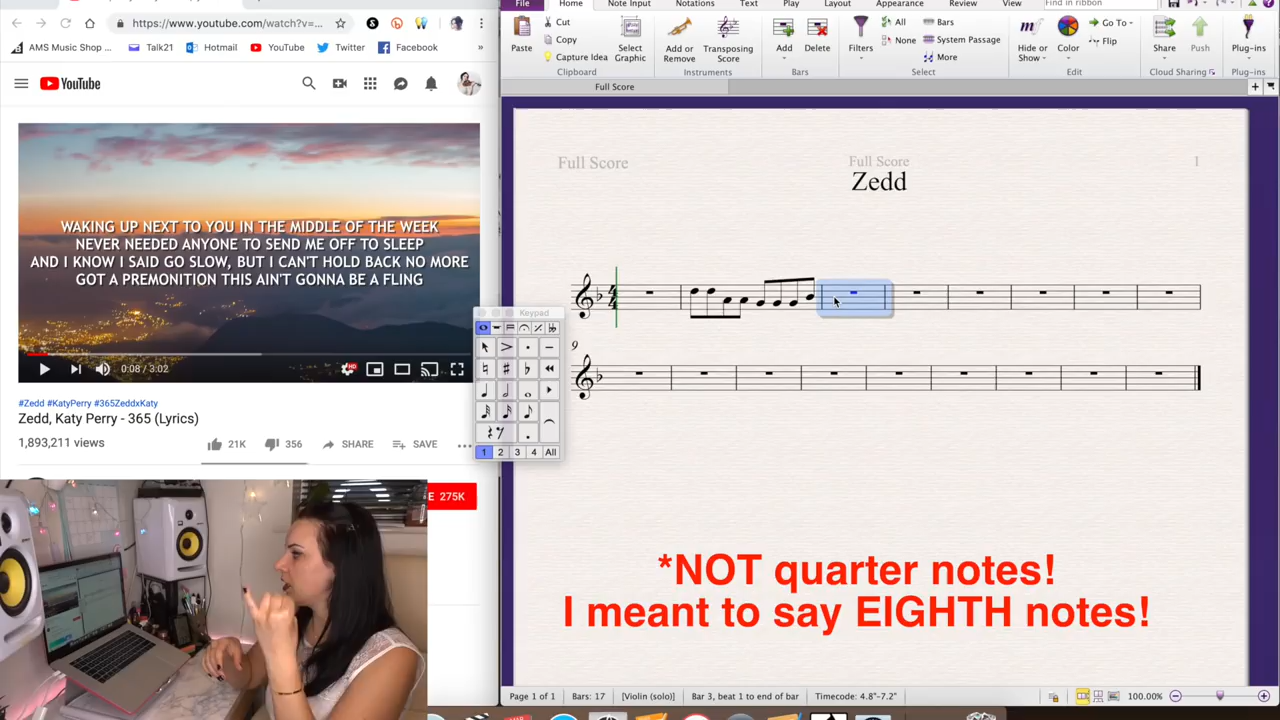 https://www.youtube.com/watch?v=...
AMS Music Shop ...
Talk21
Hotmail
YouTube
Twitter
Facebook
»
YouTube
WAKING UP NEXT TO YOU IN THE MIDDLE OF THE WEEK
NEVER NEEDED ANYONE TO SEND ME OFF TO SLEEP
AND I KNOW I SAID GO SLOW, BUT I CAN'T HOLD BACK NO MORE
GOT A PREMONITION THIS AIN'T GONNA BE A FLING
0:08 / 3:02
HD
#Zedd #KatyPerry #365ZeddxKaty
Zedd, Katy Perry - 365 (Lyrics)
1,893,211 views
21K
356
SHARE
SAVE
E 275K
File
Home
Note Input
Notations
Text
Play
Layout
Appearance
Review
View
Find in ribbon
Paste
Cut
Copy
Capture Idea
Select
Graphic
Clipboard
Add or
Remove
Transposing
Score
Instruments
Add
Delete
Bars
Filters
All
None
Bars
System Passage
More
Select
Hide or
Show
Color
Go To
Flip
Edit
Share
Push
Cloud Sharing
Plug-ins
Plug-ins
Full Score
Full Score
Full Score
1
Zedd
9
Keypad
1
2
3
4
All
*NOT quarter notes!
I meant to say EIGHTH notes!
Page 1 of 1
Bars: 17
[Violin (solo)]
Bar 3, beat 1 to end of bar
Timecode: 4.8"-7.2"
100.00%